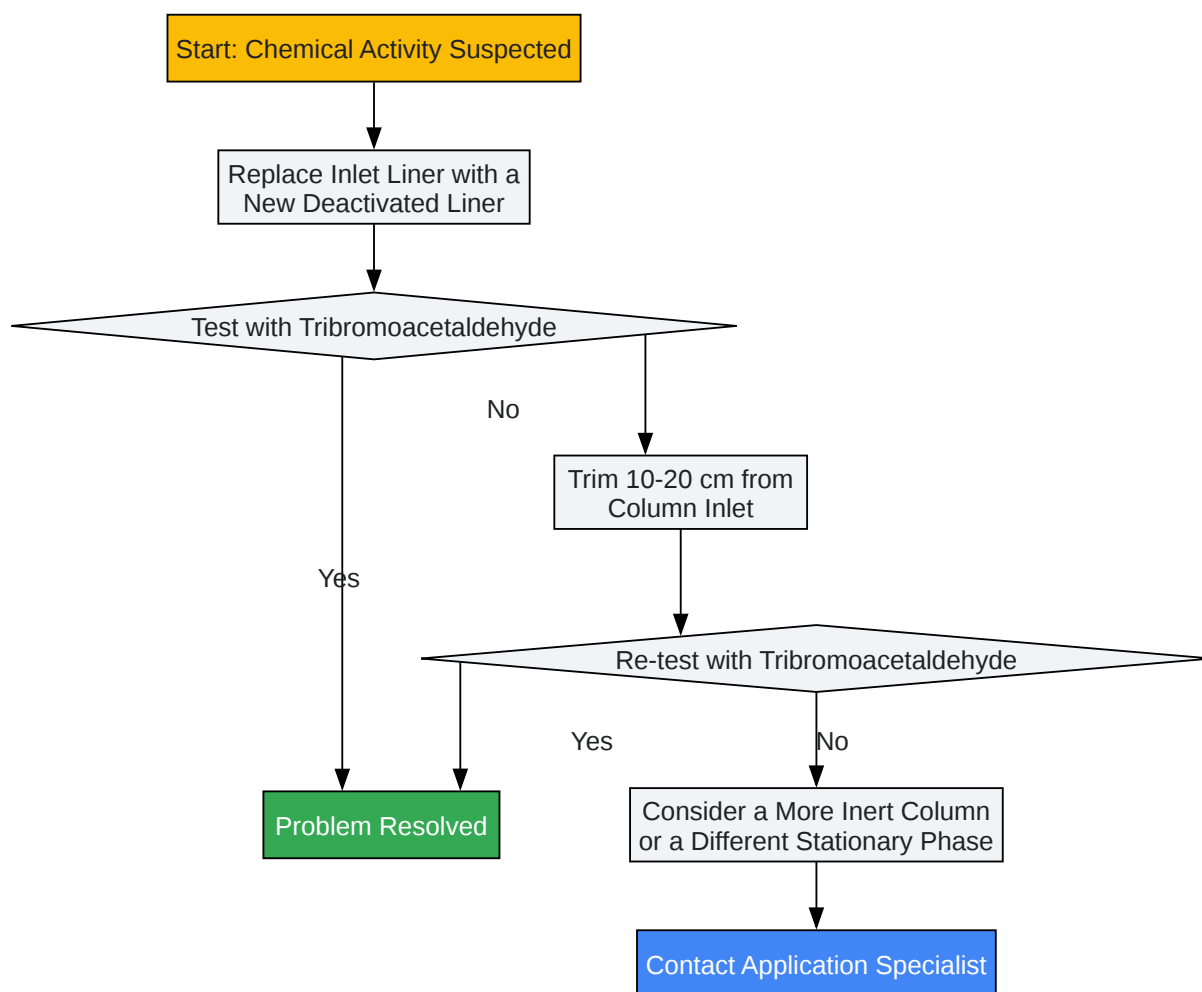 Start: Chemical Activity Suspected
Replace Inlet Liner with a
New Deactivated Liner
Test with Tribromoacetaldehyde
No
Trim 10-20 cm from
Column Inlet
Yes
Re-test with Tribromoacetaldehyde
Yes
No
Problem Resolved
Consider a More Inert Column
or a Different Stationary Phase
Contact Application Specialist